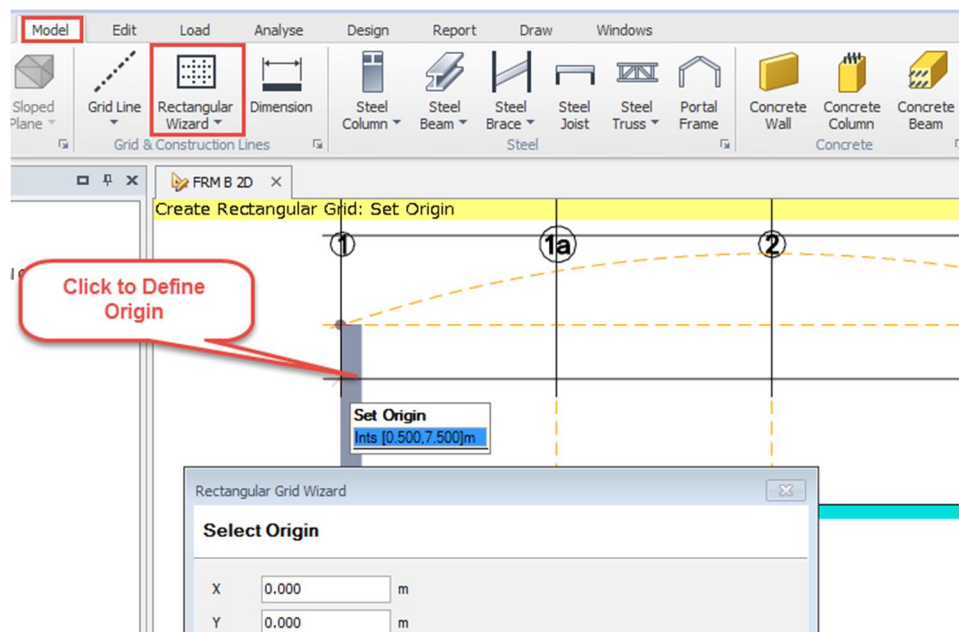 Model Edit Load Analyse Design Report Draw Windows
Sloped Plane
Grid Line
Rectangular Wizard
Dimension
Steel Column
Steel Beam
Steel Brace
Steel Joist
Steel Truss
Portal Frame
Concrete Wall
Concrete Column
Concrete Beam
Grid & Construction Lines
Steel
Concrete
FRM B 2D
Create Rectangular Grid: Set Origin
1 1a 2
Click to Define
Origin
Set Origin
Ints [0.500,7.500]m
Rectangular Grid Wizard
Select Origin
X 0.000 m
Y 0.000 m